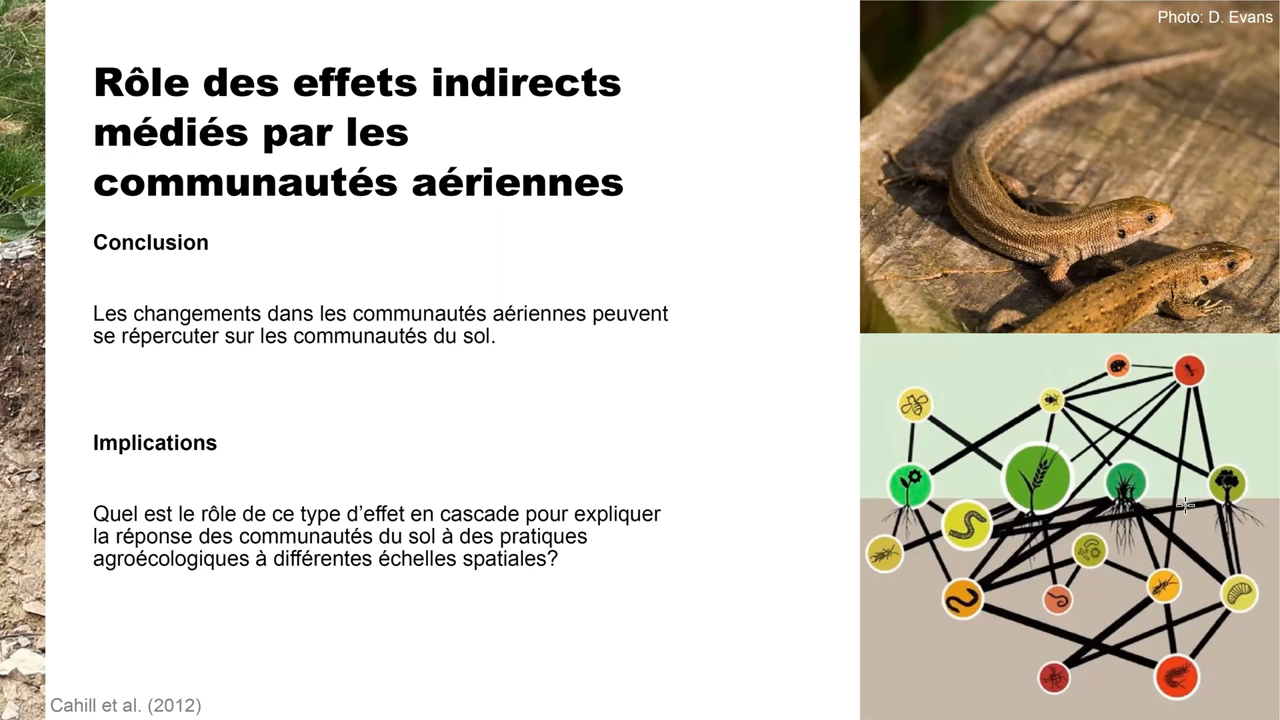 Photo: D. Evans
Rôle des effets indirects
médiés par les
communautés aériennes
Conclusion
Les changements dans les communautés aériennes peuvent
se répercuter sur les communautés du sol.
Implications
Quel est le rôle de ce type d’effet en cascade pour expliquer
la réponse des communautés du sol à des pratiques
agroécologiques à différentes échelles spatiales?
Cahill et al. (2012)